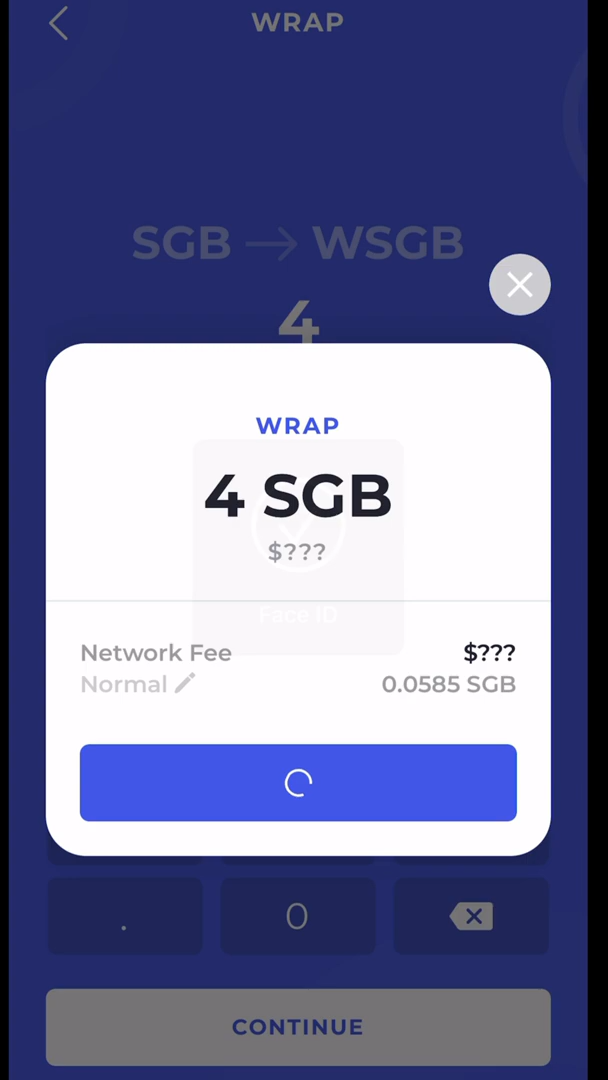 WRAP
SGB → WSGB
4
WRAP
4 SGB
$???
Face ID
Network Fee $???
Normal 0.0585 SGB
. 0
CONTINUE